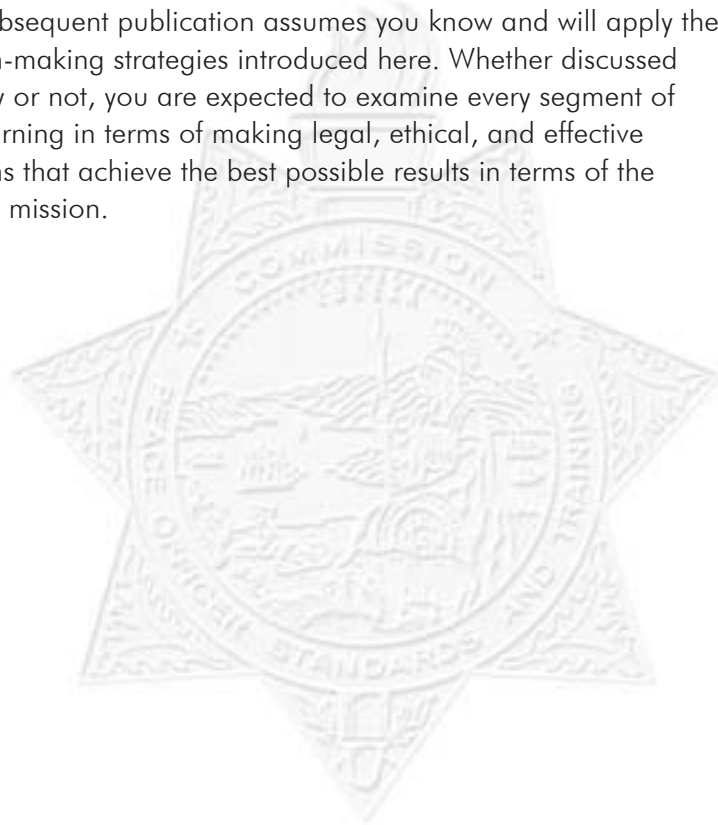 bsequent publication assumes you know and will apply the
-making strategies introduced here. Whether discussed
or not, you are expected to examine every segment of
rning in terms of making legal, ethical, and effective
s that achieve the best possible results in terms of the
mission.
COMMISSION
PEACE OFFICER STANDARDS AND TRAINING